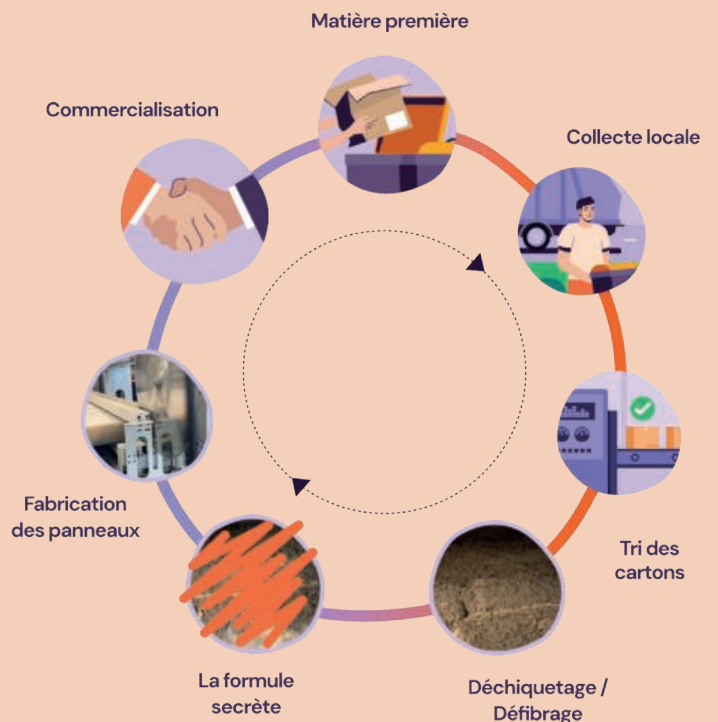 Matière première
Collecte locale
Tri des
cartons
Déchiquetage /
Défibrage
La formule
secrète
Fabrication
des panneaux
Commercialisation